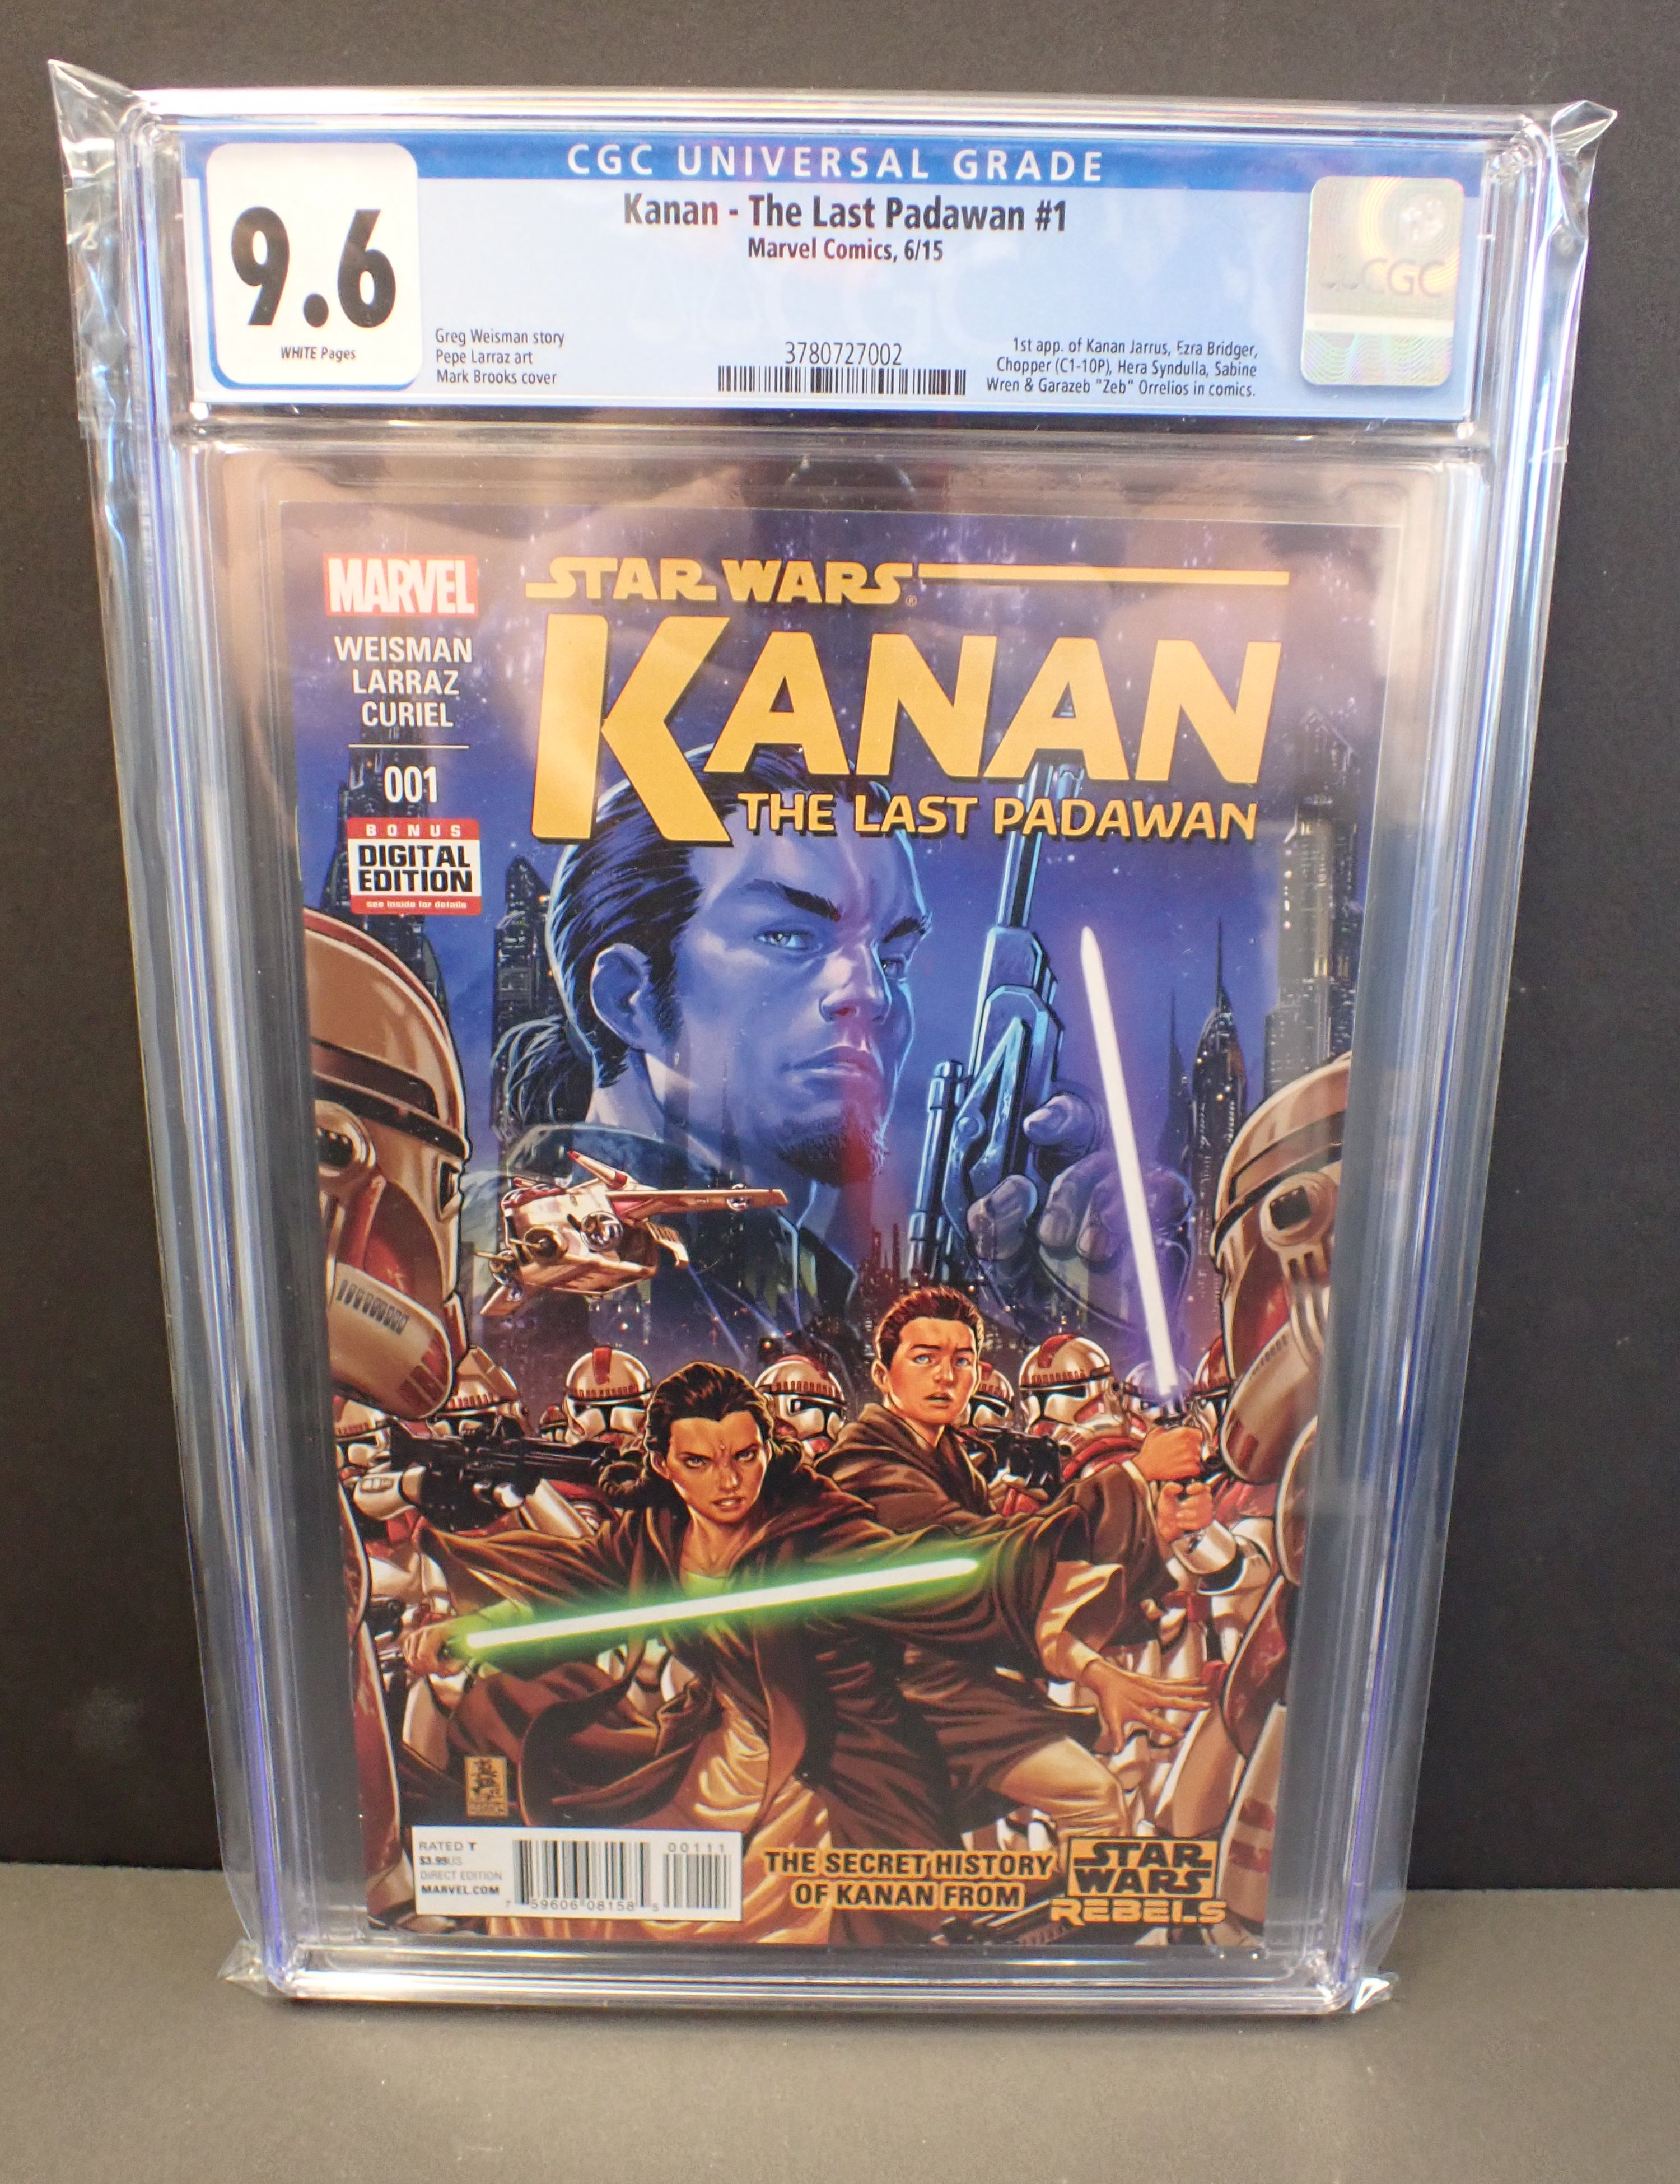 CGC UNIVERSAL GRADE
9.6
WHITE Pages
Kanan - The Last Padawan #1
Marvel Comics, 6/15
Greg Weisman story
Pepe Larraz art
Mark Brooks cover
3780727002
1st app. of Kanan Jarrus, Ezra Bridger,
Chopper (C1-10P), Hera Syndulla, Sabine
Wren & Garazeb "Zeb" Orrelios in comics.
CGC
MARVEL
WEISMAN
LARRAZ
CURIEL
001
BONUS
DIGITAL
EDITION
see inside for details
STAR WARS®
KANAN
THE LAST PADAWAN
RATED T
$3.99US
DIRECT EDITION
MARVEL.COM
00111
7 59606 08158 5
THE SECRET HISTORY
OF KANAN FROM
STAR
WARS
REBELS